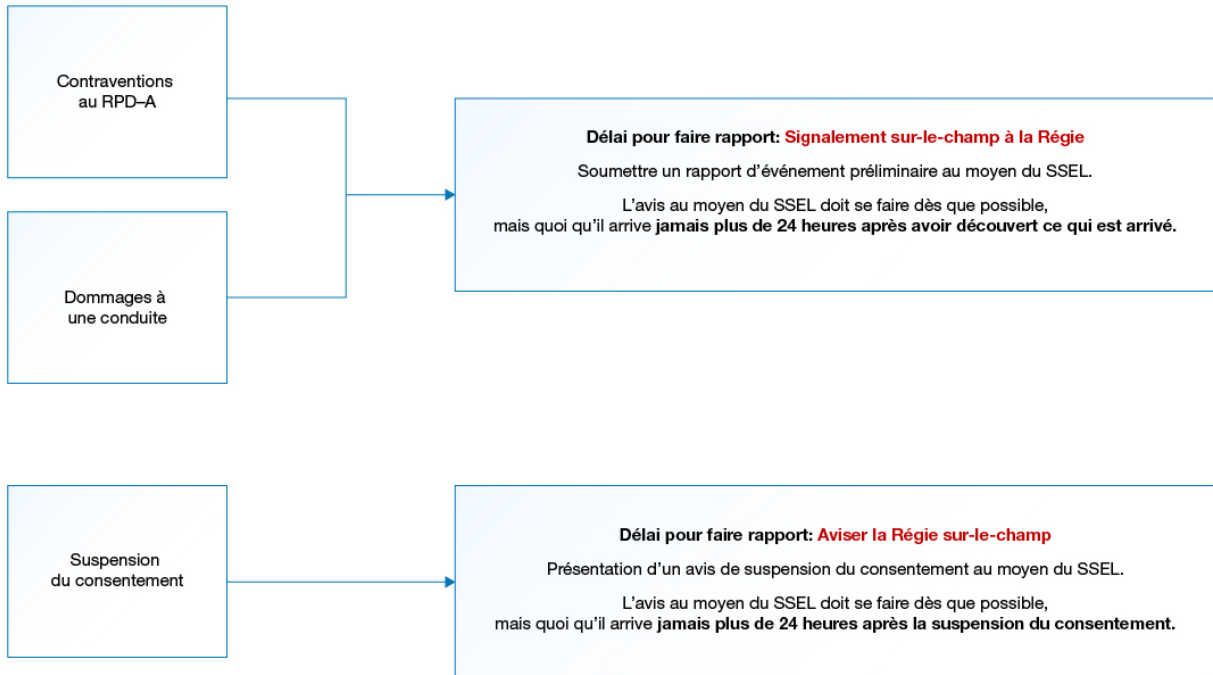 Contraventions
au RPD–A
Délai pour faire rapport: Signalement sur-le-champ à la Régie
Soumettre un rapport d’événement préliminaire au moyen du SSEL.
L’avis au moyen du SSEL doit se faire dès que possible,
mais quoi qu’il arrive jamais plus de 24 heures après avoir découvert ce qui est arrivé.
Dommages à
une conduite
Suspension
du consentement
Délai pour faire rapport: Aviser la Régie sur-le-champ
Présentation d’un avis de suspension du consentement au moyen du SSEL.
L’avis au moyen du SSEL doit se faire dès que possible,
mais quoi qu’il arrive jamais plus de 24 heures après la suspension du consentement.